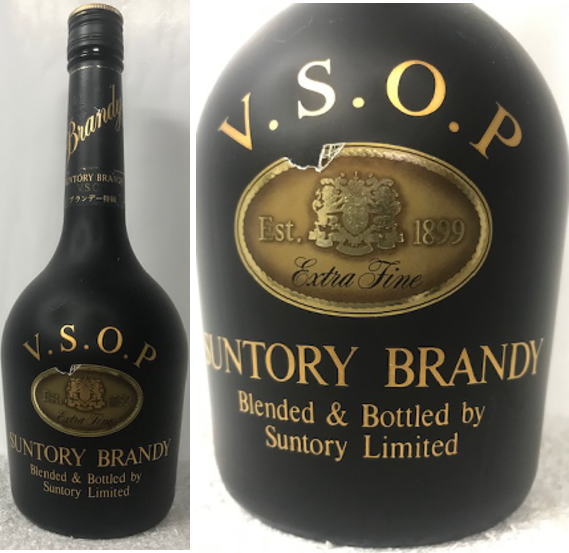 Brandy
SUNTORY BRANDY
V.S.O
ブランデー特級
V.S.O.P
Est. 1899
Extra Fine
SUNTORY BRANDY
Blended & Bottled by
Suntory Limited
V.S.O.P
Est. 1899
Extra Fine
SUNTORY BRANDY
Blended & Bottled by
Suntory Limited